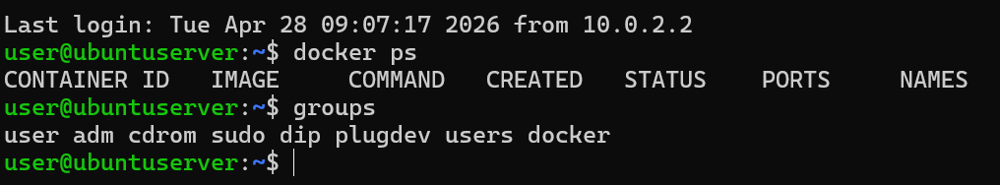 Last login: Tue Apr 28 09:07:17 2026 from 10.0.2.2
user@ubuntuserver:~$ docker ps
CONTAINER ID   IMAGE     COMMAND   CREATED   STATUS    PORTS     NAMES
user@ubuntuserver:~$ groups
user adm cdrom sudo dip plugdev users docker
user@ubuntuserver:~$